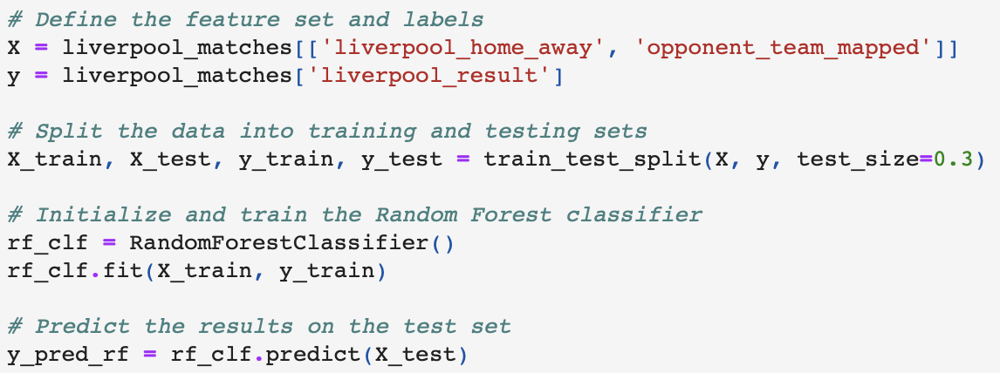 # Define the feature set and labels
X = liverpool_matches[['liverpool_home_away', 'opponent_team_mapped']]
y = liverpool_matches['liverpool_result']
# Split the data into training and testing sets
X_train, X_test, y_train, y_test = train_test_split(X, y, test_size=0.3)
# Initialize and train the Random Forest classifier
rf_clf = RandomForestClassifier()
rf_clf.fit(X_train, y_train)
# Predict the results on the test set
y_pred_rf = rf_clf.predict(X_test)